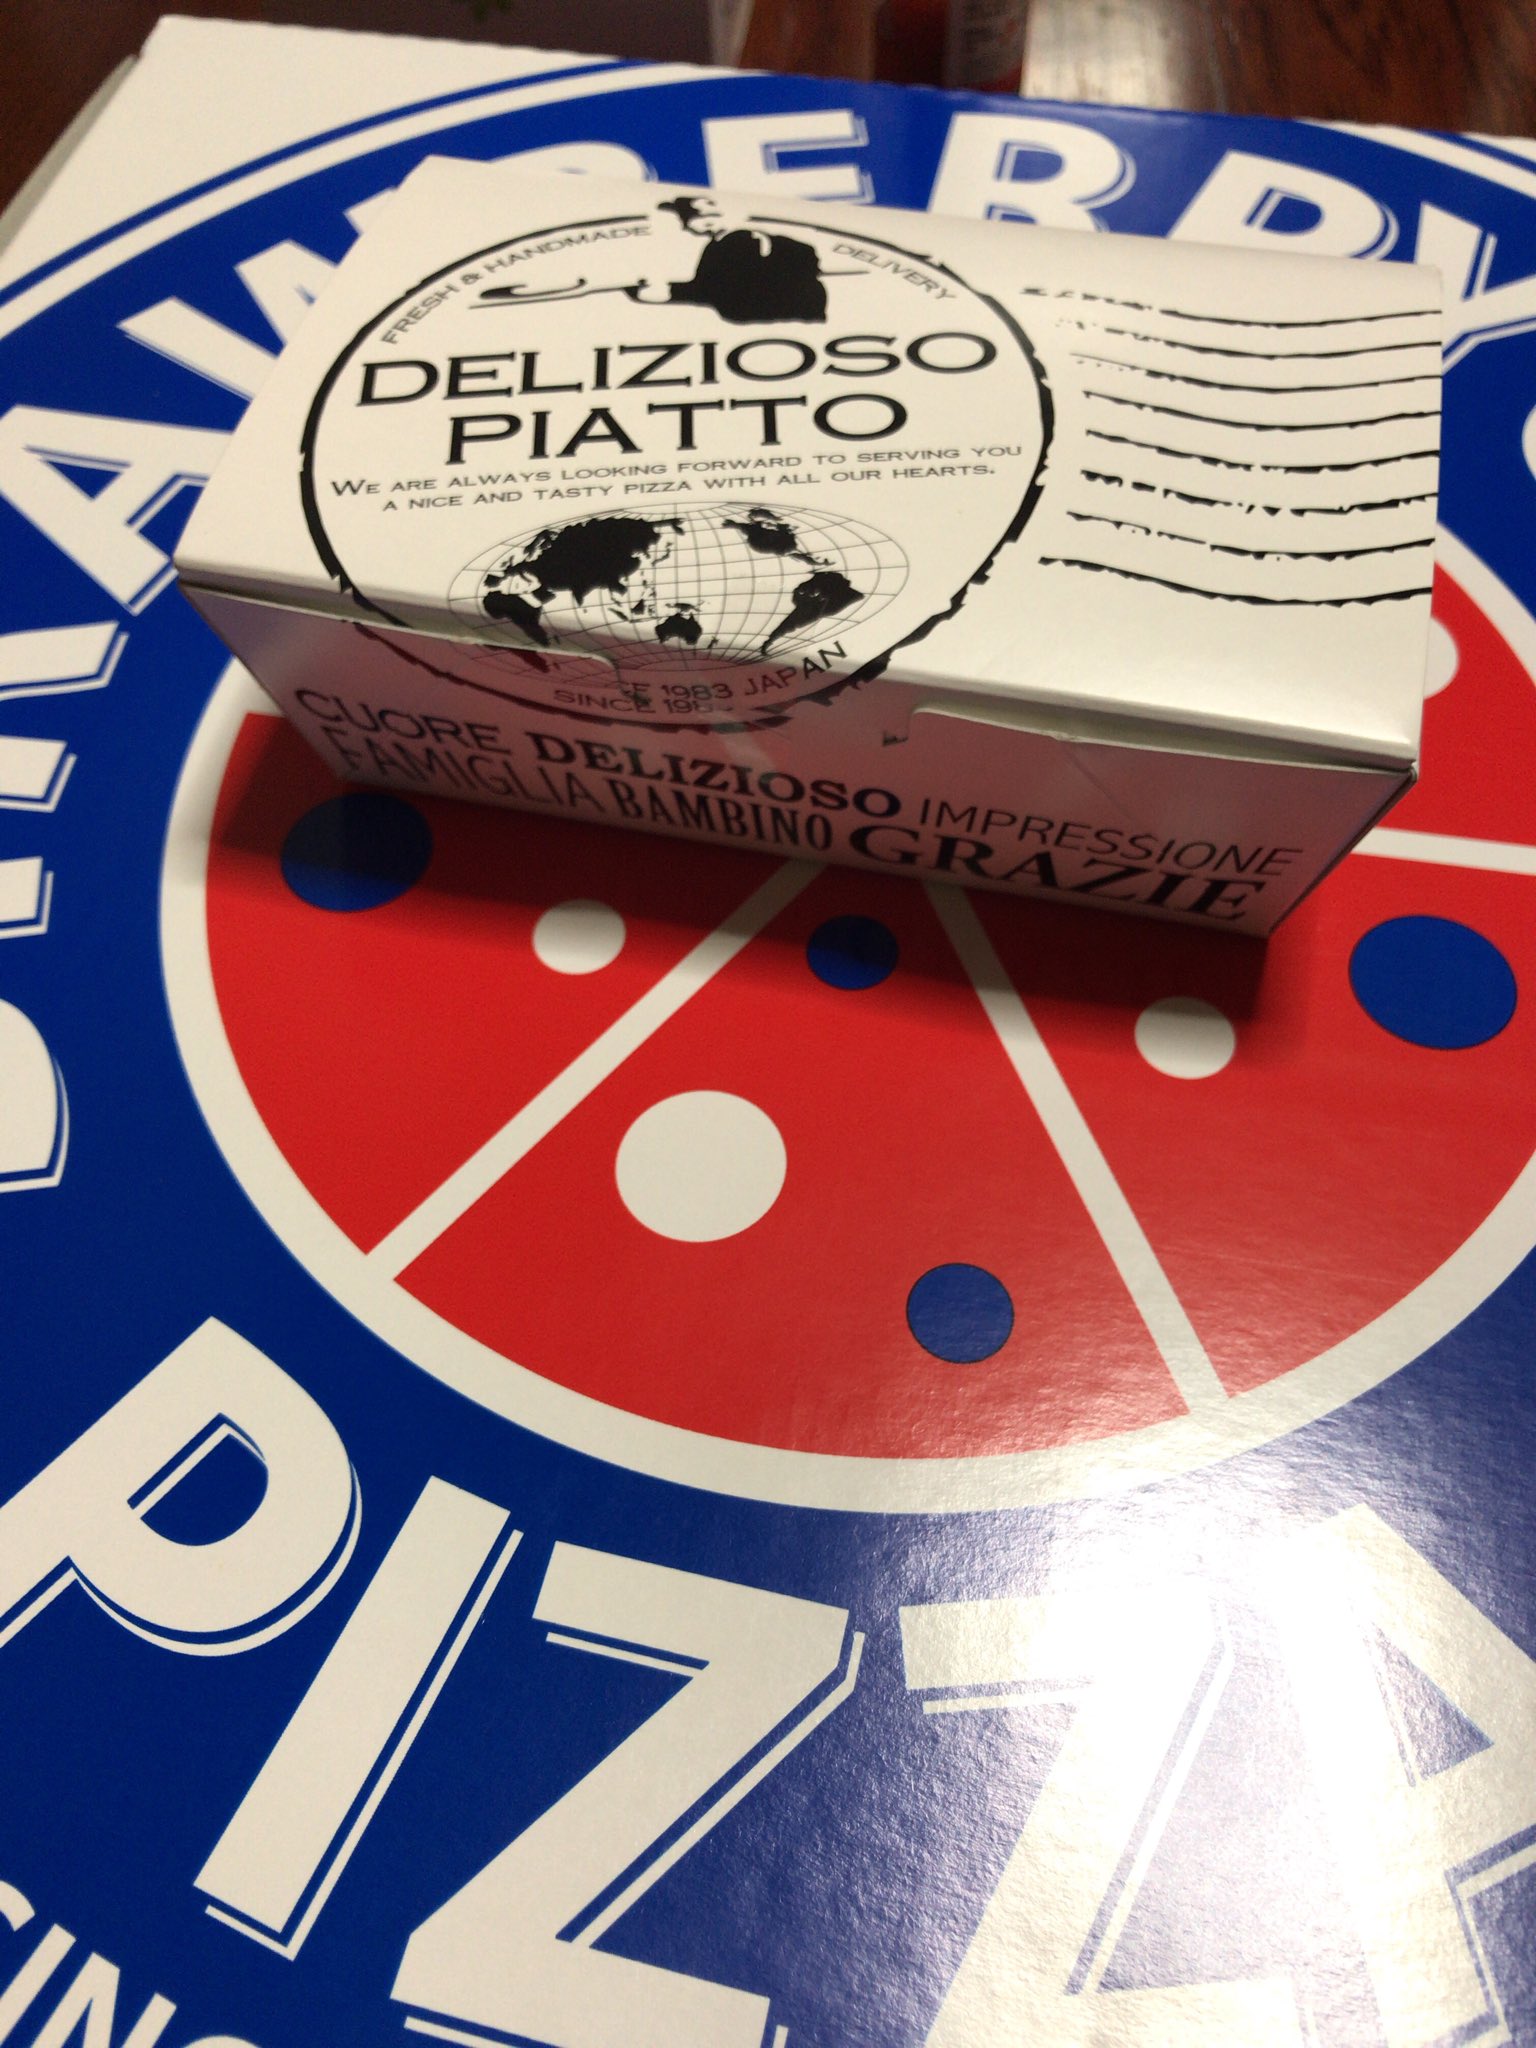 STRAWBERRY
FRESH & HANDMADE DELIVERY
DELIZIOSO
PIATTO
WE ARE ALWAYS LOOKING FORWARD TO SERVING YOU
A NICE AND TASTY PIZZA WITH ALL OUR HEARTS.
SINCE 1983 JAPAN
CUORE DELIZIOSO IMPRESSIONE
FAMIGLIA BAMBINO GRAZIE
PIZZA